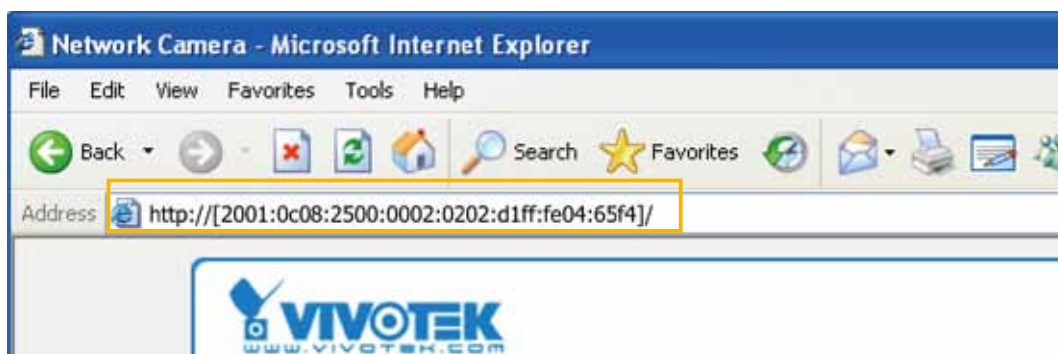 Network Camera - Microsoft Internet Explorer
File Edit View Favorites Tools Help
Back Search Favorites
Address http://[2001:0c08:2500:0002:0202:d1ff:fe04:65f4]/
VIVOTEK
WWW.VIVOTEK.COM